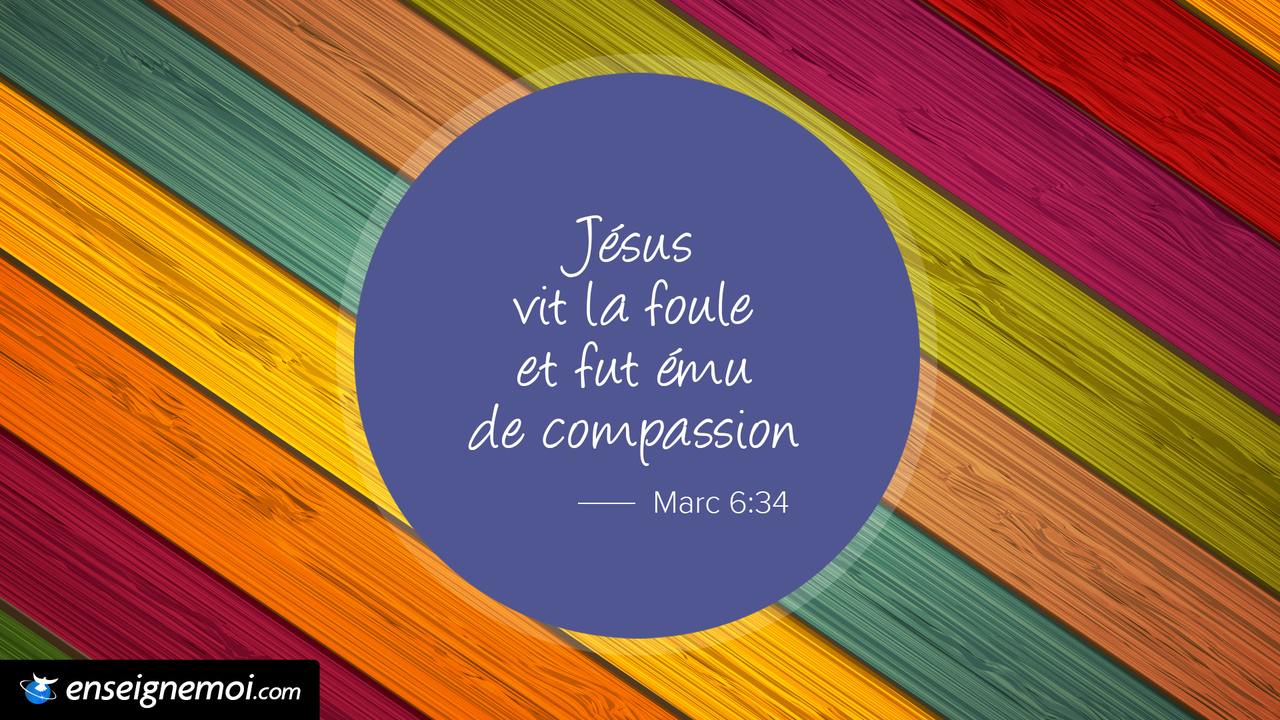 Jésus
vit la foule
et fut ému
de compassion
Marc 6:34
enseignemoi.com